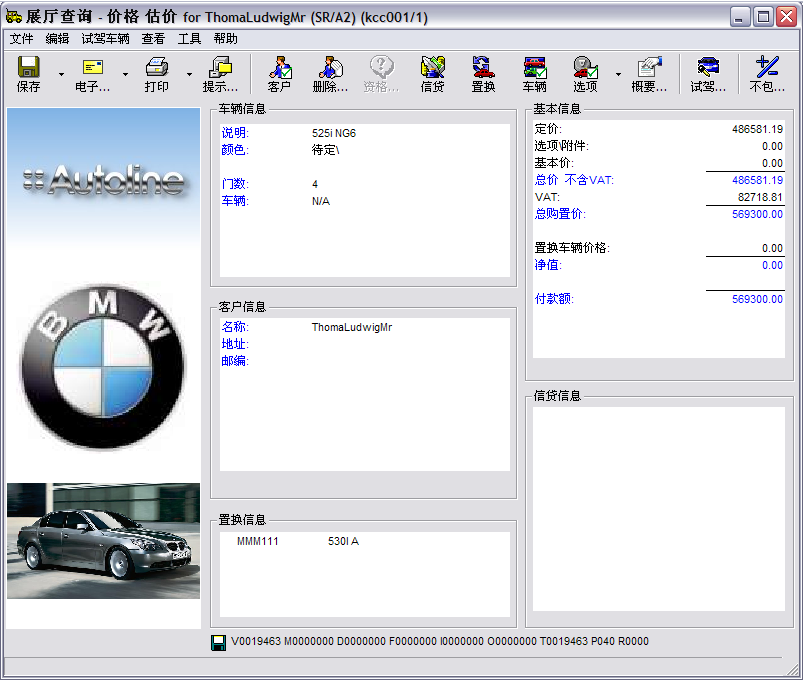 展厅查询 - 价格 估价 for ThomaLudwigMr (SR/A2) (kcc001/1)
文件 编辑 试驾车辆 查看 工具 帮助
保存 电子... 打印 提示... 客户 删除... 资格... 信贷 置换 车辆 选项 概要... 试驾... 不包...
::Autoline
BMW
车辆信息
说明: 525i NG6
颜色: 待定\
门数: 4
车辆: N/A
客户信息
名称: ThomaLudwigMr
地址:
邮编:
置换信息
MMM111 530I A
基本信息
定价: 486581.19
选项\附件: 0.00
基本价: 0.00
总价 不含VAT: 486581.19
VAT: 82718.81
总购置价: 569300.00
置换车辆价格: 0.00
净值: 0.00
付款额: 569300.00
信贷信息
V0019463 M0000000 D0000000 F0000000 I0000000 O0000000 T0019463 P040 R0000